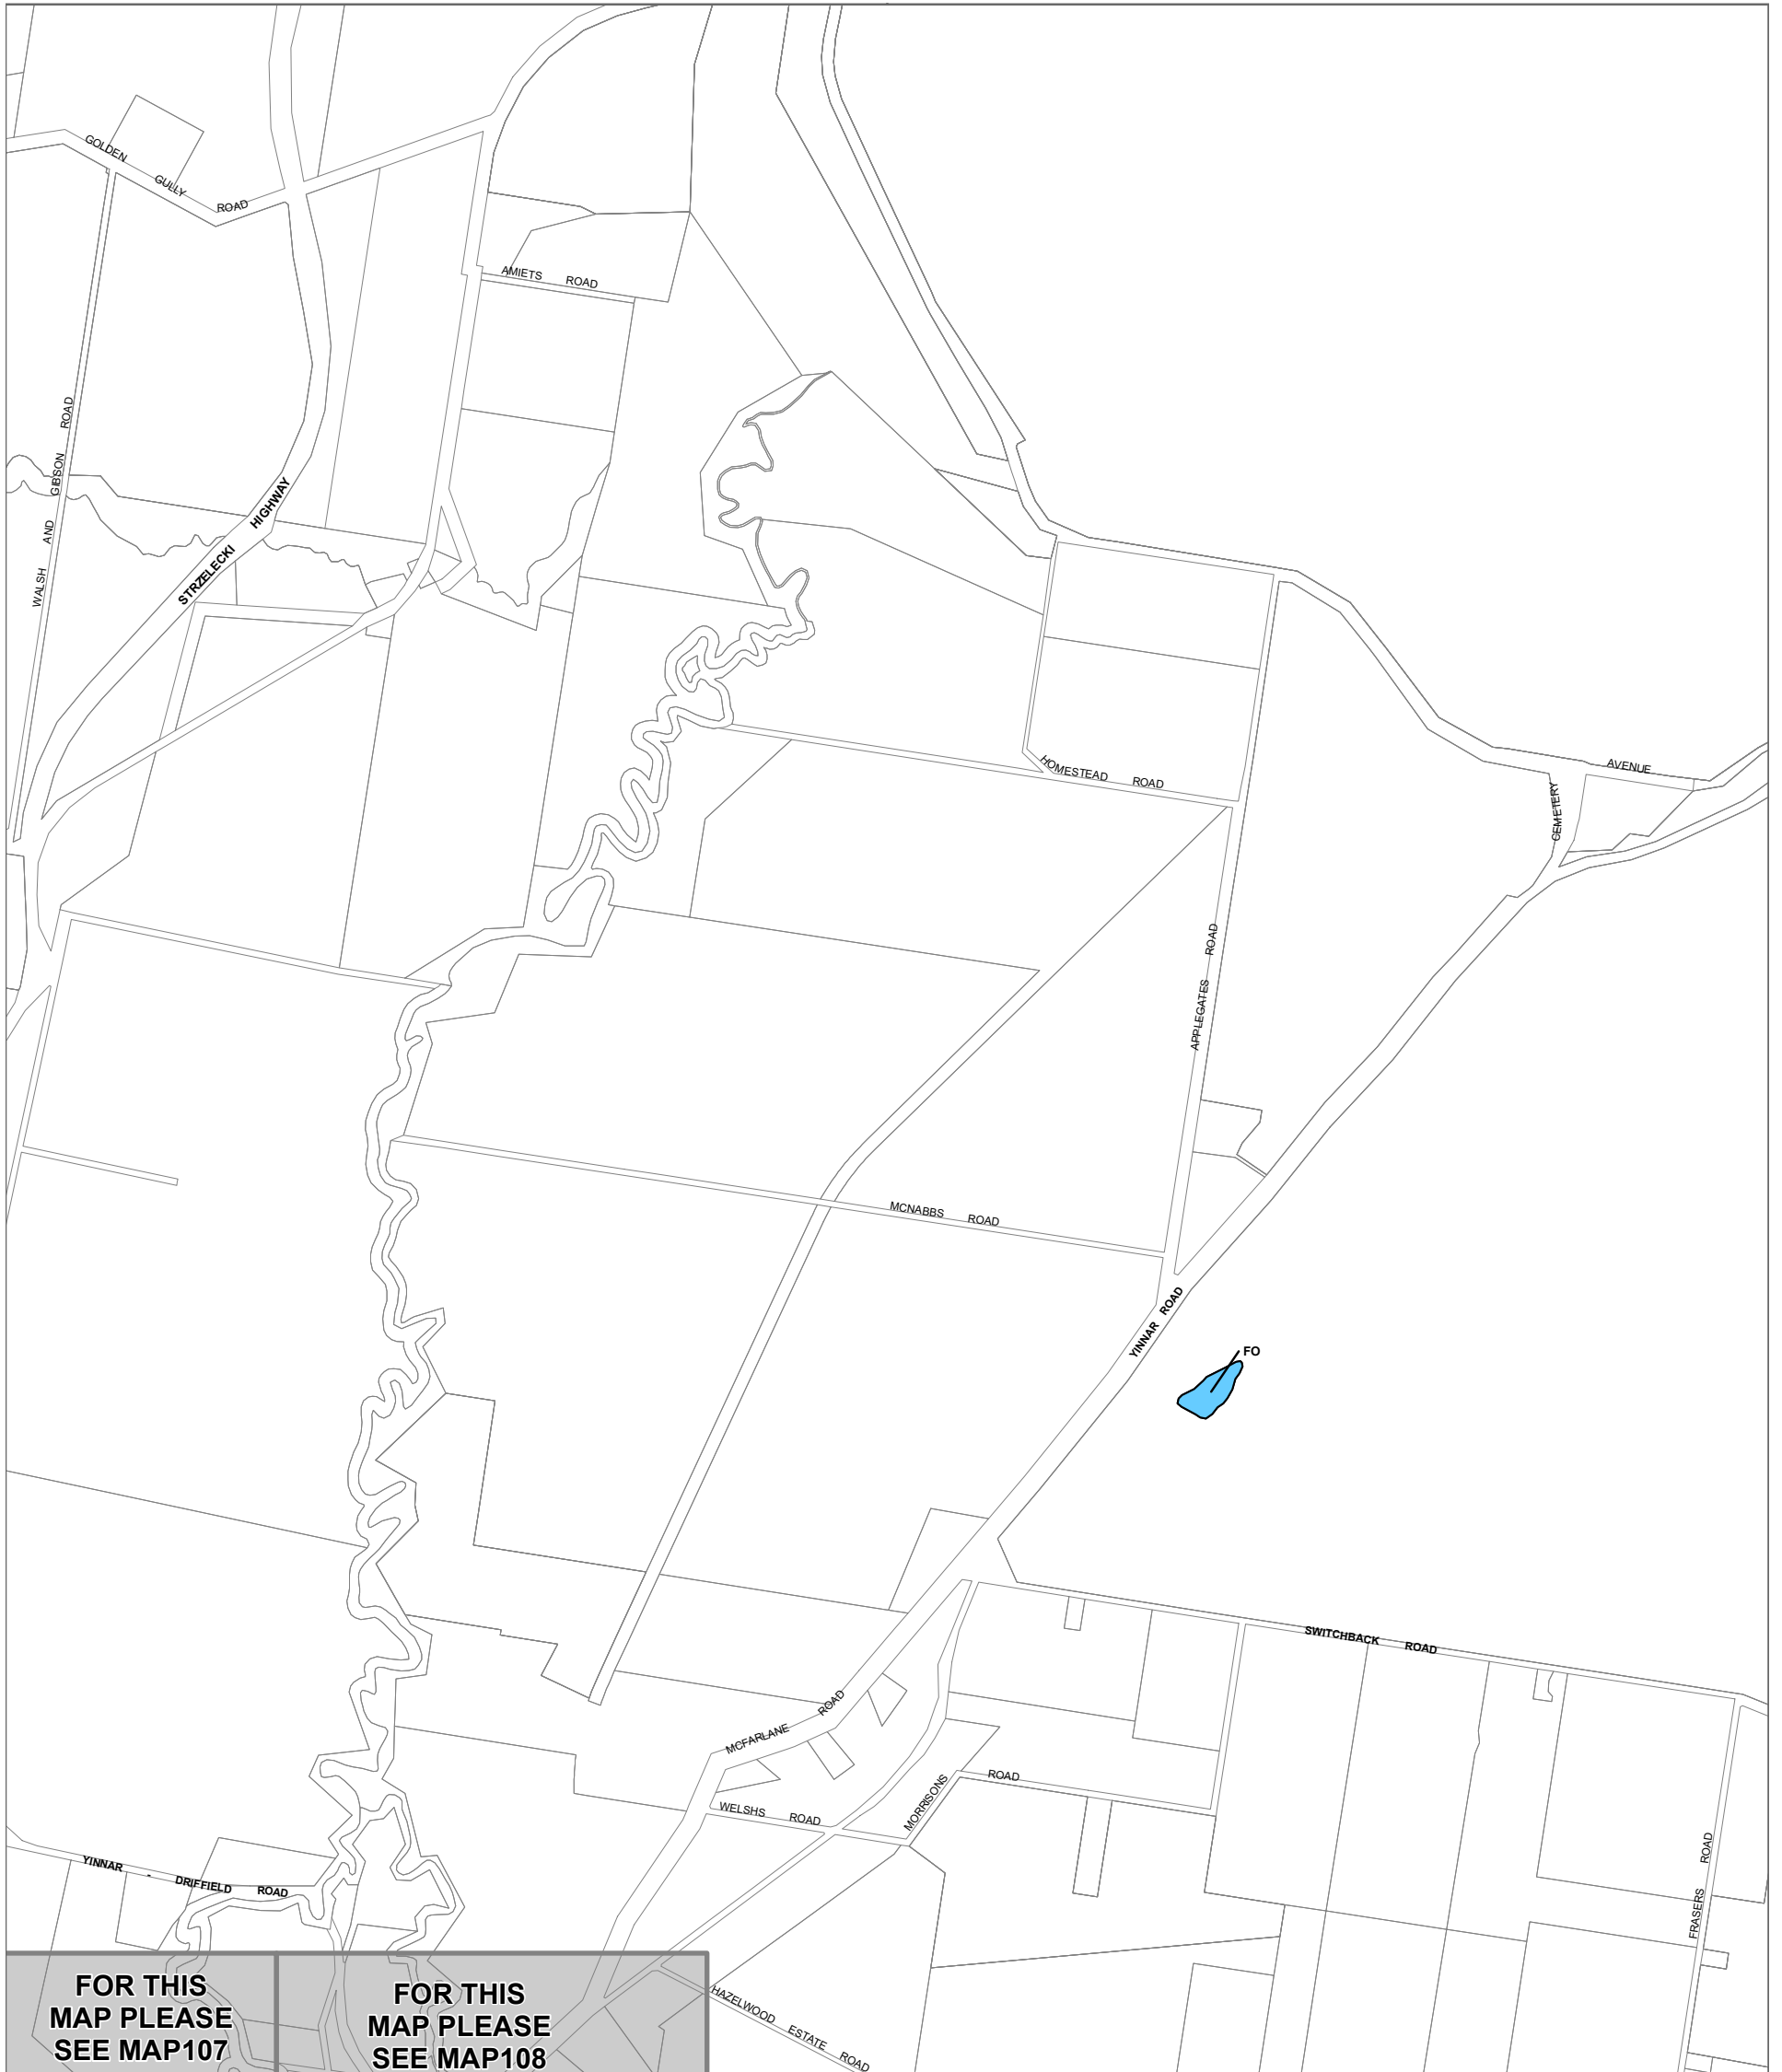 GOLDEN GULLY ROAD
AMIETS ROAD
WALSH AND GIBSON ROAD
STRZELECKI HIGHWAY
HOMESTEAD ROAD
AVENUE
CEMETERY
APPLEGATES ROAD
MCNABBS ROAD
YINNAR ROAD
FO
SWITCHBACK ROAD
MCFARLANE ROAD
WELSHS ROAD
MORRISONS ROAD
FRASERS ROAD
YINNAR - DRIFFIELD ROAD
HAZELWOOD ESTATE ROAD
FOR THIS
MAP PLEASE
SEE MAP107
FOR THIS
MAP PLEASE
SEE MAP108